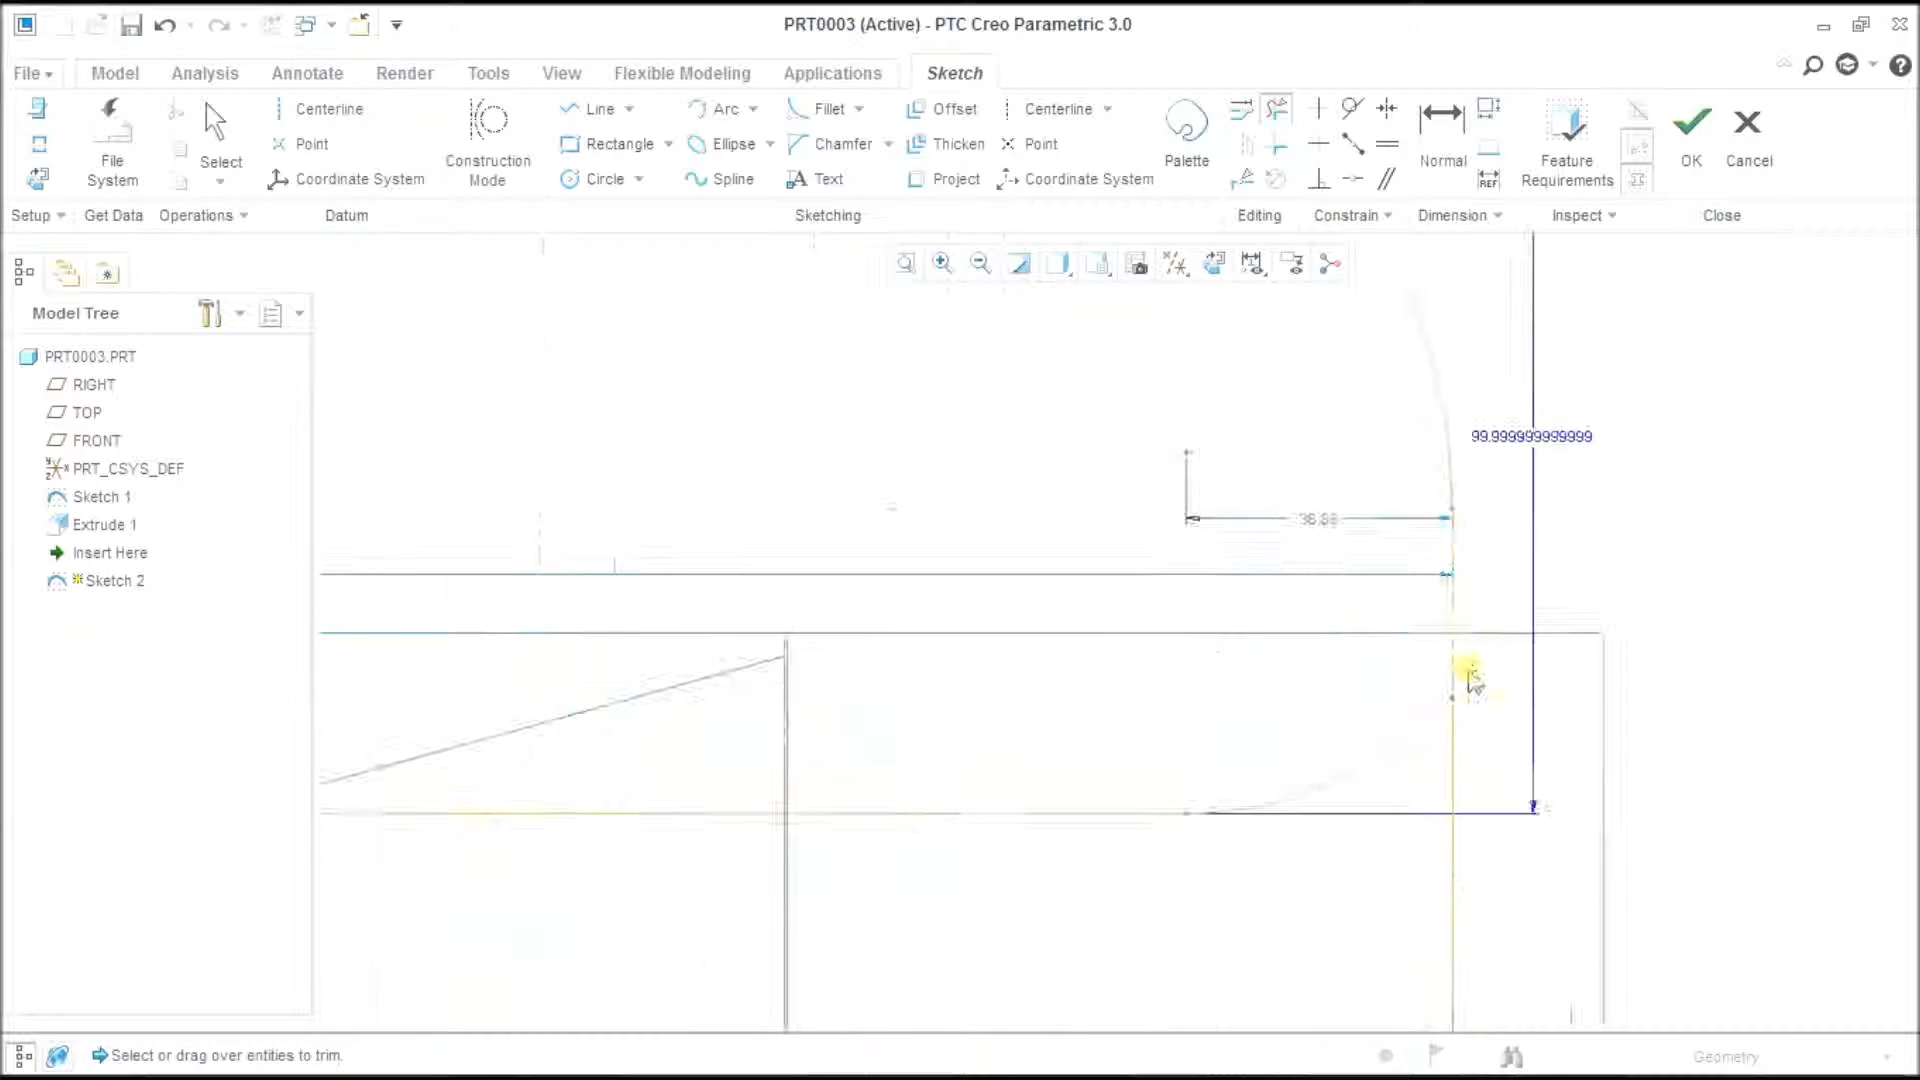 PRT0003 (Active) - PTC Creo Parametric 3.0
File Model Analysis Annotate Render Tools View Flexible Modeling Applications Sketch
Centerline Line Arc Fillet Offset Centerline
Point Rectangle Ellipse Chamfer Thicken Point
File System Select Construction Mode Palette Normal Feature Requirements OK Cancel
Coordinate System Circle Spline Text Project Coordinate System REF
Setup Get Data Operations Datum Sketching Editing Constrain Dimension Inspect Close
Model Tree
PRT0003.PRT
RIGHT
TOP
FRONT
PRT_CSYS_DEF
Sketch 1
Extrude 1
Insert Here
Sketch 2
99.999999999999
Select or drag over entities to trim.
Geometry